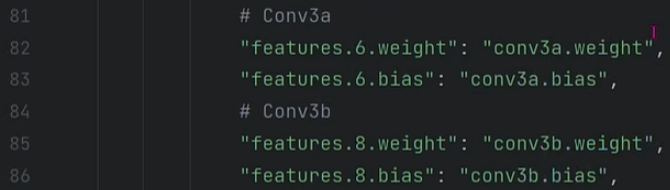 81 # Conv3a
82 "features.6.weight": "conv3a.weight",
83 "features.6.bias": "conv3a.bias",
84 # Conv3b
85 "features.8.weight": "conv3b.weight",
86 "features.8.bias": "conv3b.bias",